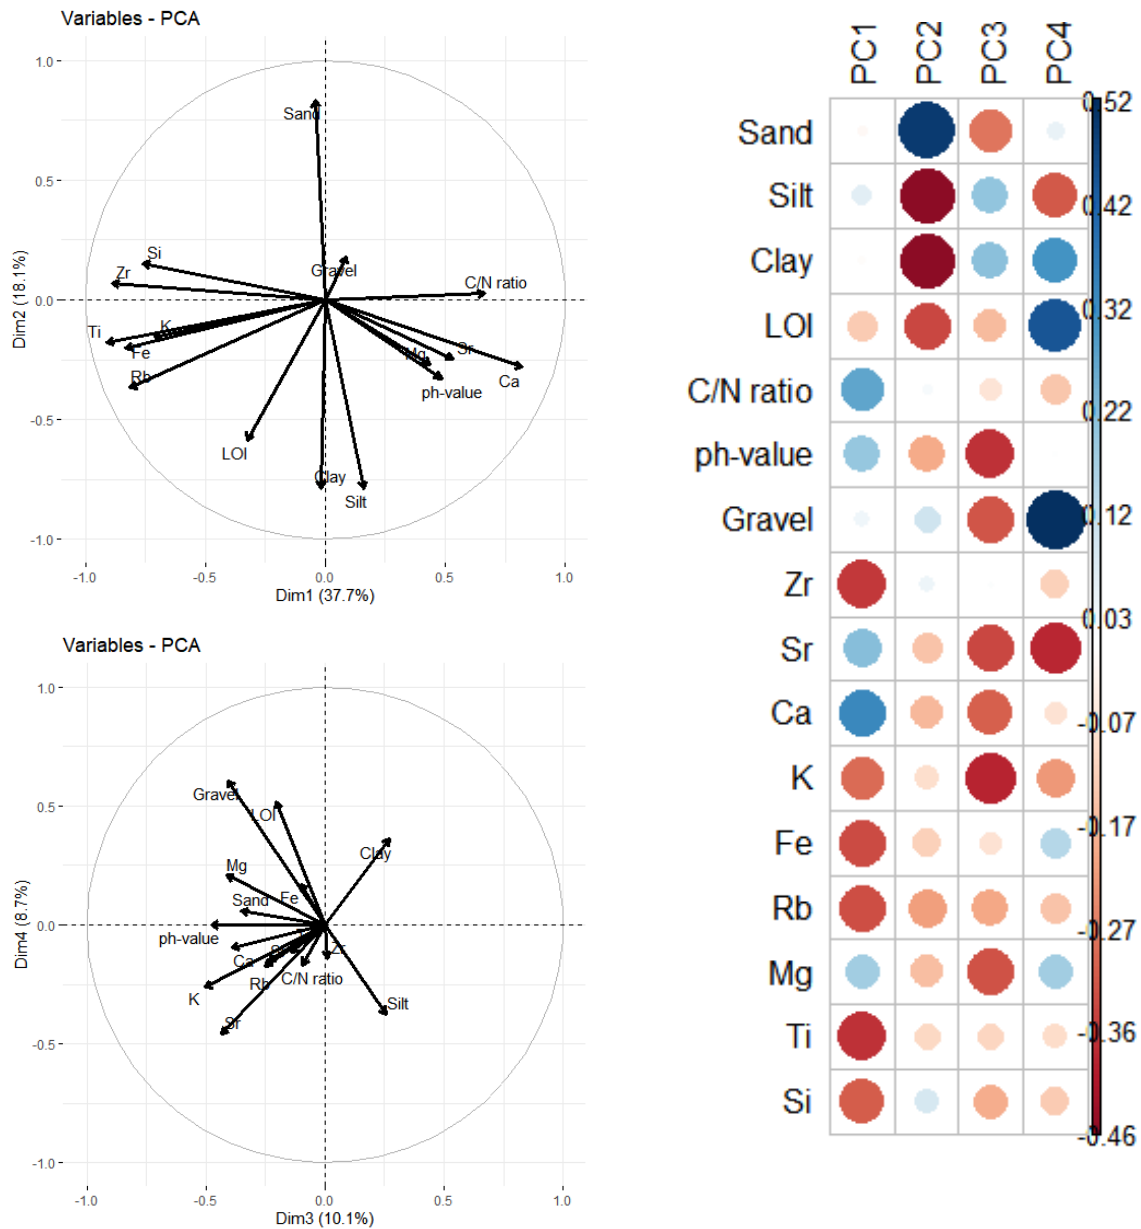 Variables - PCA
1.0
0.5
0.0
-0.5
-1.0
Dim2 (18.1%)
Sand
Si
Zr
Gravel
C/N ratio
Ti
K
Fe
Rb
Mg
Sr
Ca
ph-value
LOI
Clay
Silt
-1.0 -0.5 0.0 0.5 1.0
Dim1 (37.7%)
Variables - PCA
1.0
0.5
0.0
-0.5
-1.0
Dim4 (8.7%)
Gravel
LOI
Clay
Mg
Fe
Sand
ph-value
Ca
Zr
Rb
C/N ratio
K
Silt
Sr
-1.0 -0.5 0.0 0.5 1.0
Dim3 (10.1%)
PC1 PC2 PC3 PC4
Sand
Silt
Clay
LOI
C/N ratio
ph-value
Gravel
Zr
Sr
Ca
K
Fe
Rb
Mg
Ti
Si
0.52
0.42
0.32
0.22
0.12
0.03
-0.07
-0.17
-0.27
-0.36
-0.46